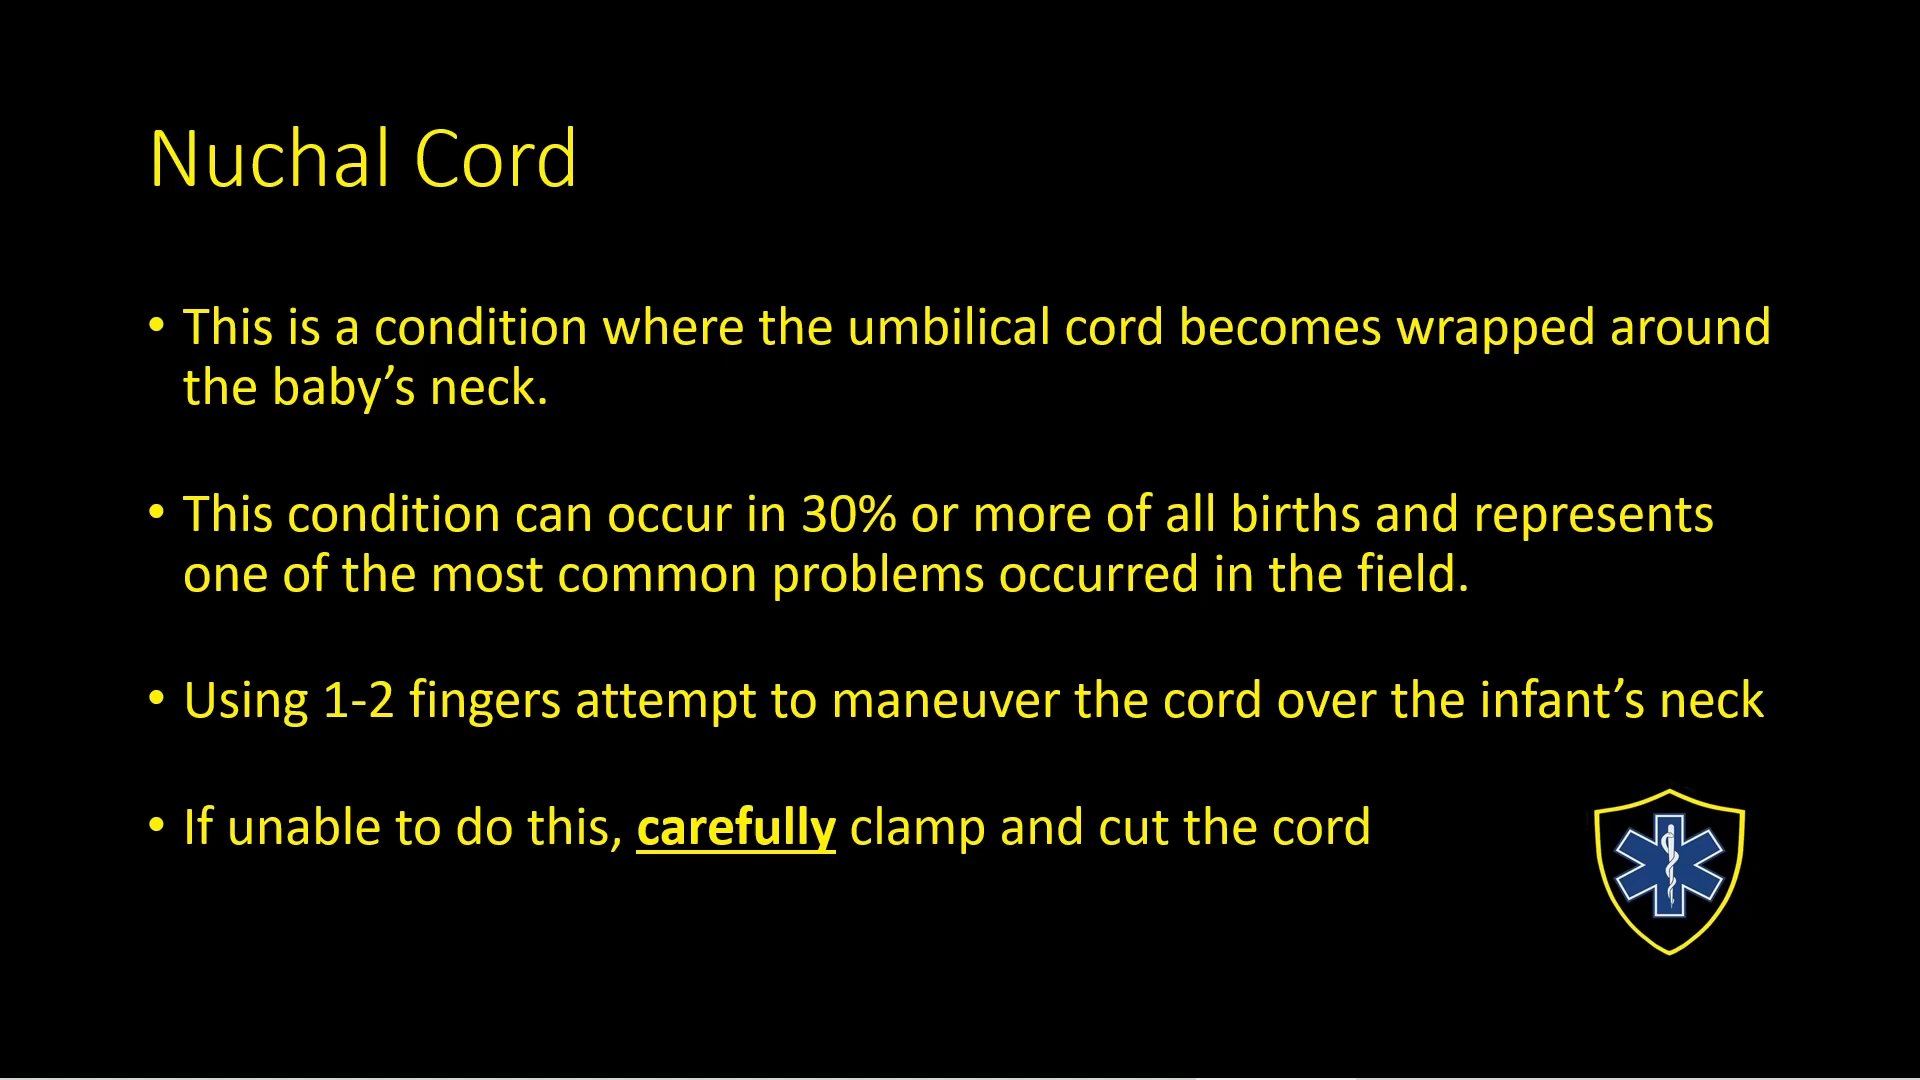 Nuchal Cord
• This is a condition where the umbilical cord becomes wrapped around
the baby’s neck.
• This condition can occur in 30% or more of all births and represents
one of the most common problems occurred in the field.
• Using 1-2 fingers attempt to maneuver the cord over the infant’s neck
• If unable to do this, carefully clamp and cut the cord